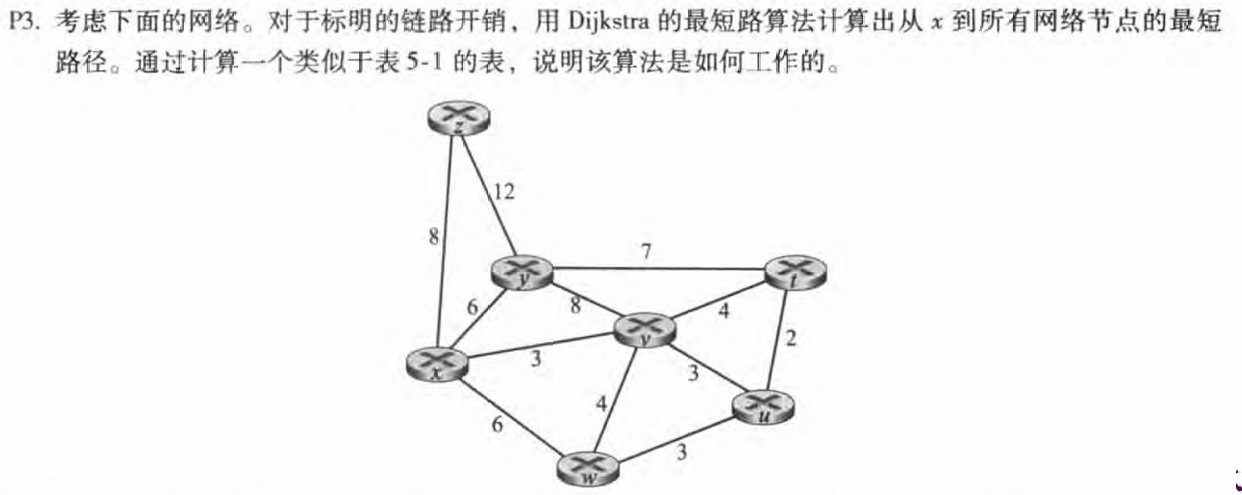 P3. 考虑下面的网络。对于标明的链路开销，用 Dijkstra 的最短路算法计算出从 x 到所有网络节点的最短
路径。通过计算一个类似于表 5-1 的表，说明该算法是如何工作的。
z
12
8
7
y
t
6
8
4
v
2
3
x
3
4
u
6
3
w